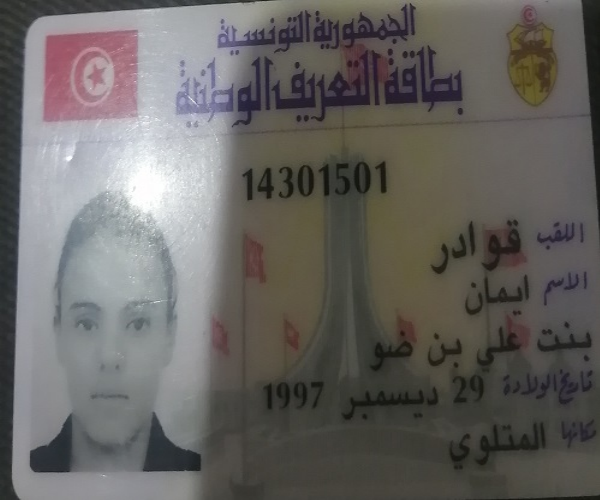 الجمهورية التونسية
بطاقة التعريف الوطنية
14301501
اللقب قوادر
الاسم ايمان
بنت علي بن ضو
تاريخ الولادة 29 ديسمبر 1997
مكانها المتلوي